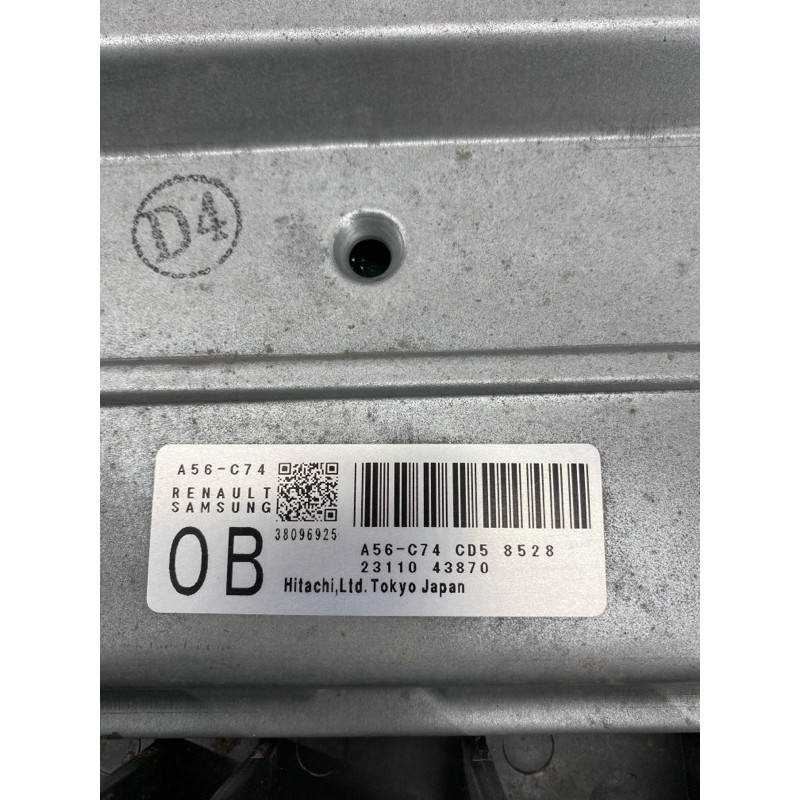 D4
A56-C74
RENAULT
SAMSUNG
38096925
0B
A56-C74 CD5 8528
23110 43870
Hitachi,Ltd.Tokyo Japan